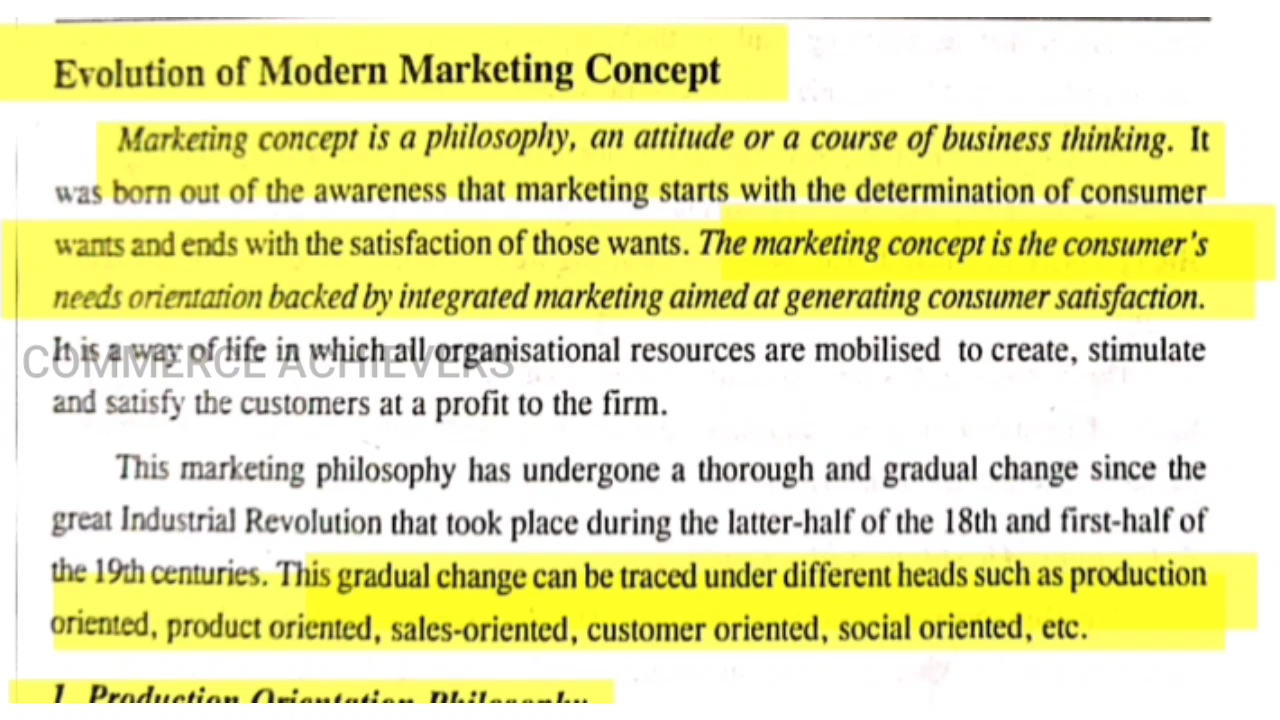 Evolution of Modern Marketing Concept
Marketing concept is a philosophy, an attitude or a course of business thinking. It
was born out of the awareness that marketing starts with the determination of consumer
wants and ends with the satisfaction of those wants. The marketing concept is the consumer's
needs orientation backed by integrated marketing aimed at generating consumer satisfaction.
It is a way of life in which all organisational resources are mobilised to create, stimulate
COMMERCE ACHIEVERS
and satisfy the customers at a profit to the firm.
This marketing philosophy has undergone a thorough and gradual change since the
great Industrial Revolution that took place during the latter-half of the 18th and first-half of
the 19th centuries. This gradual change can be traced under different heads such as production
oriented, product oriented, sales-oriented, customer oriented, social oriented, etc.
1. Production Orientation Philosophy